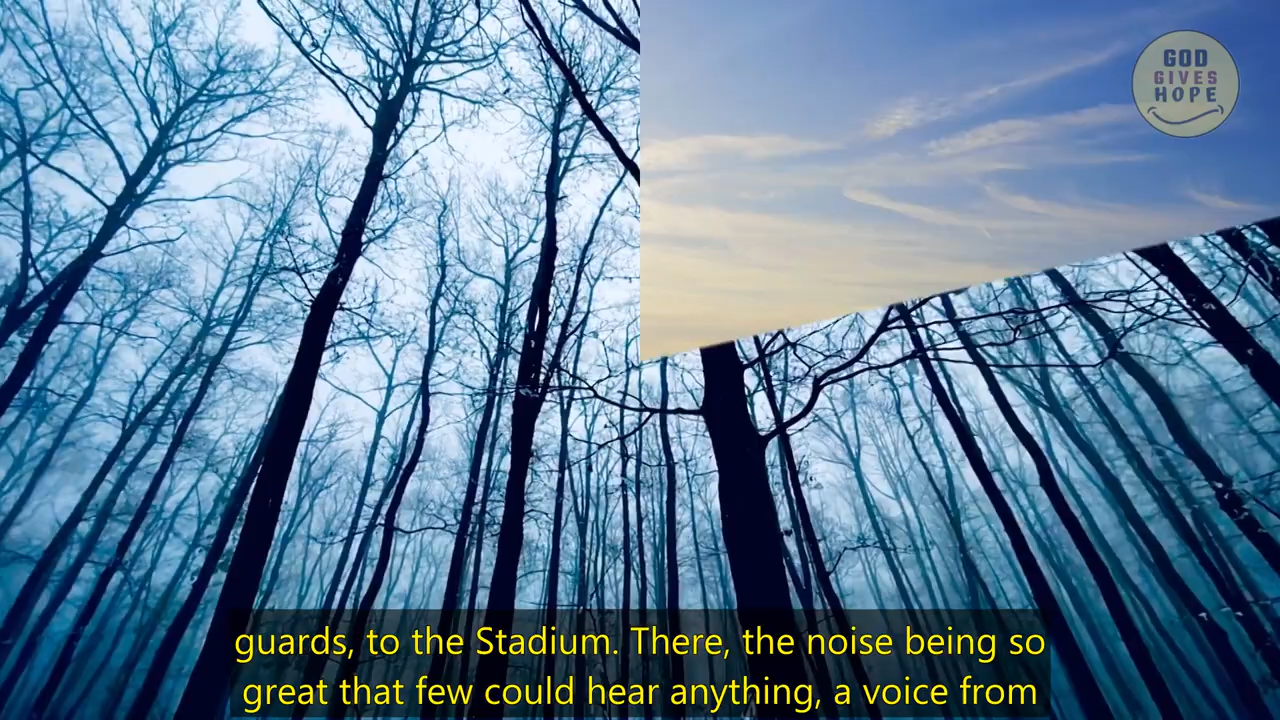 GOD
GIVES
HOPE
guards, to the Stadium. There, the noise being so
great that few could hear anything, a voice from